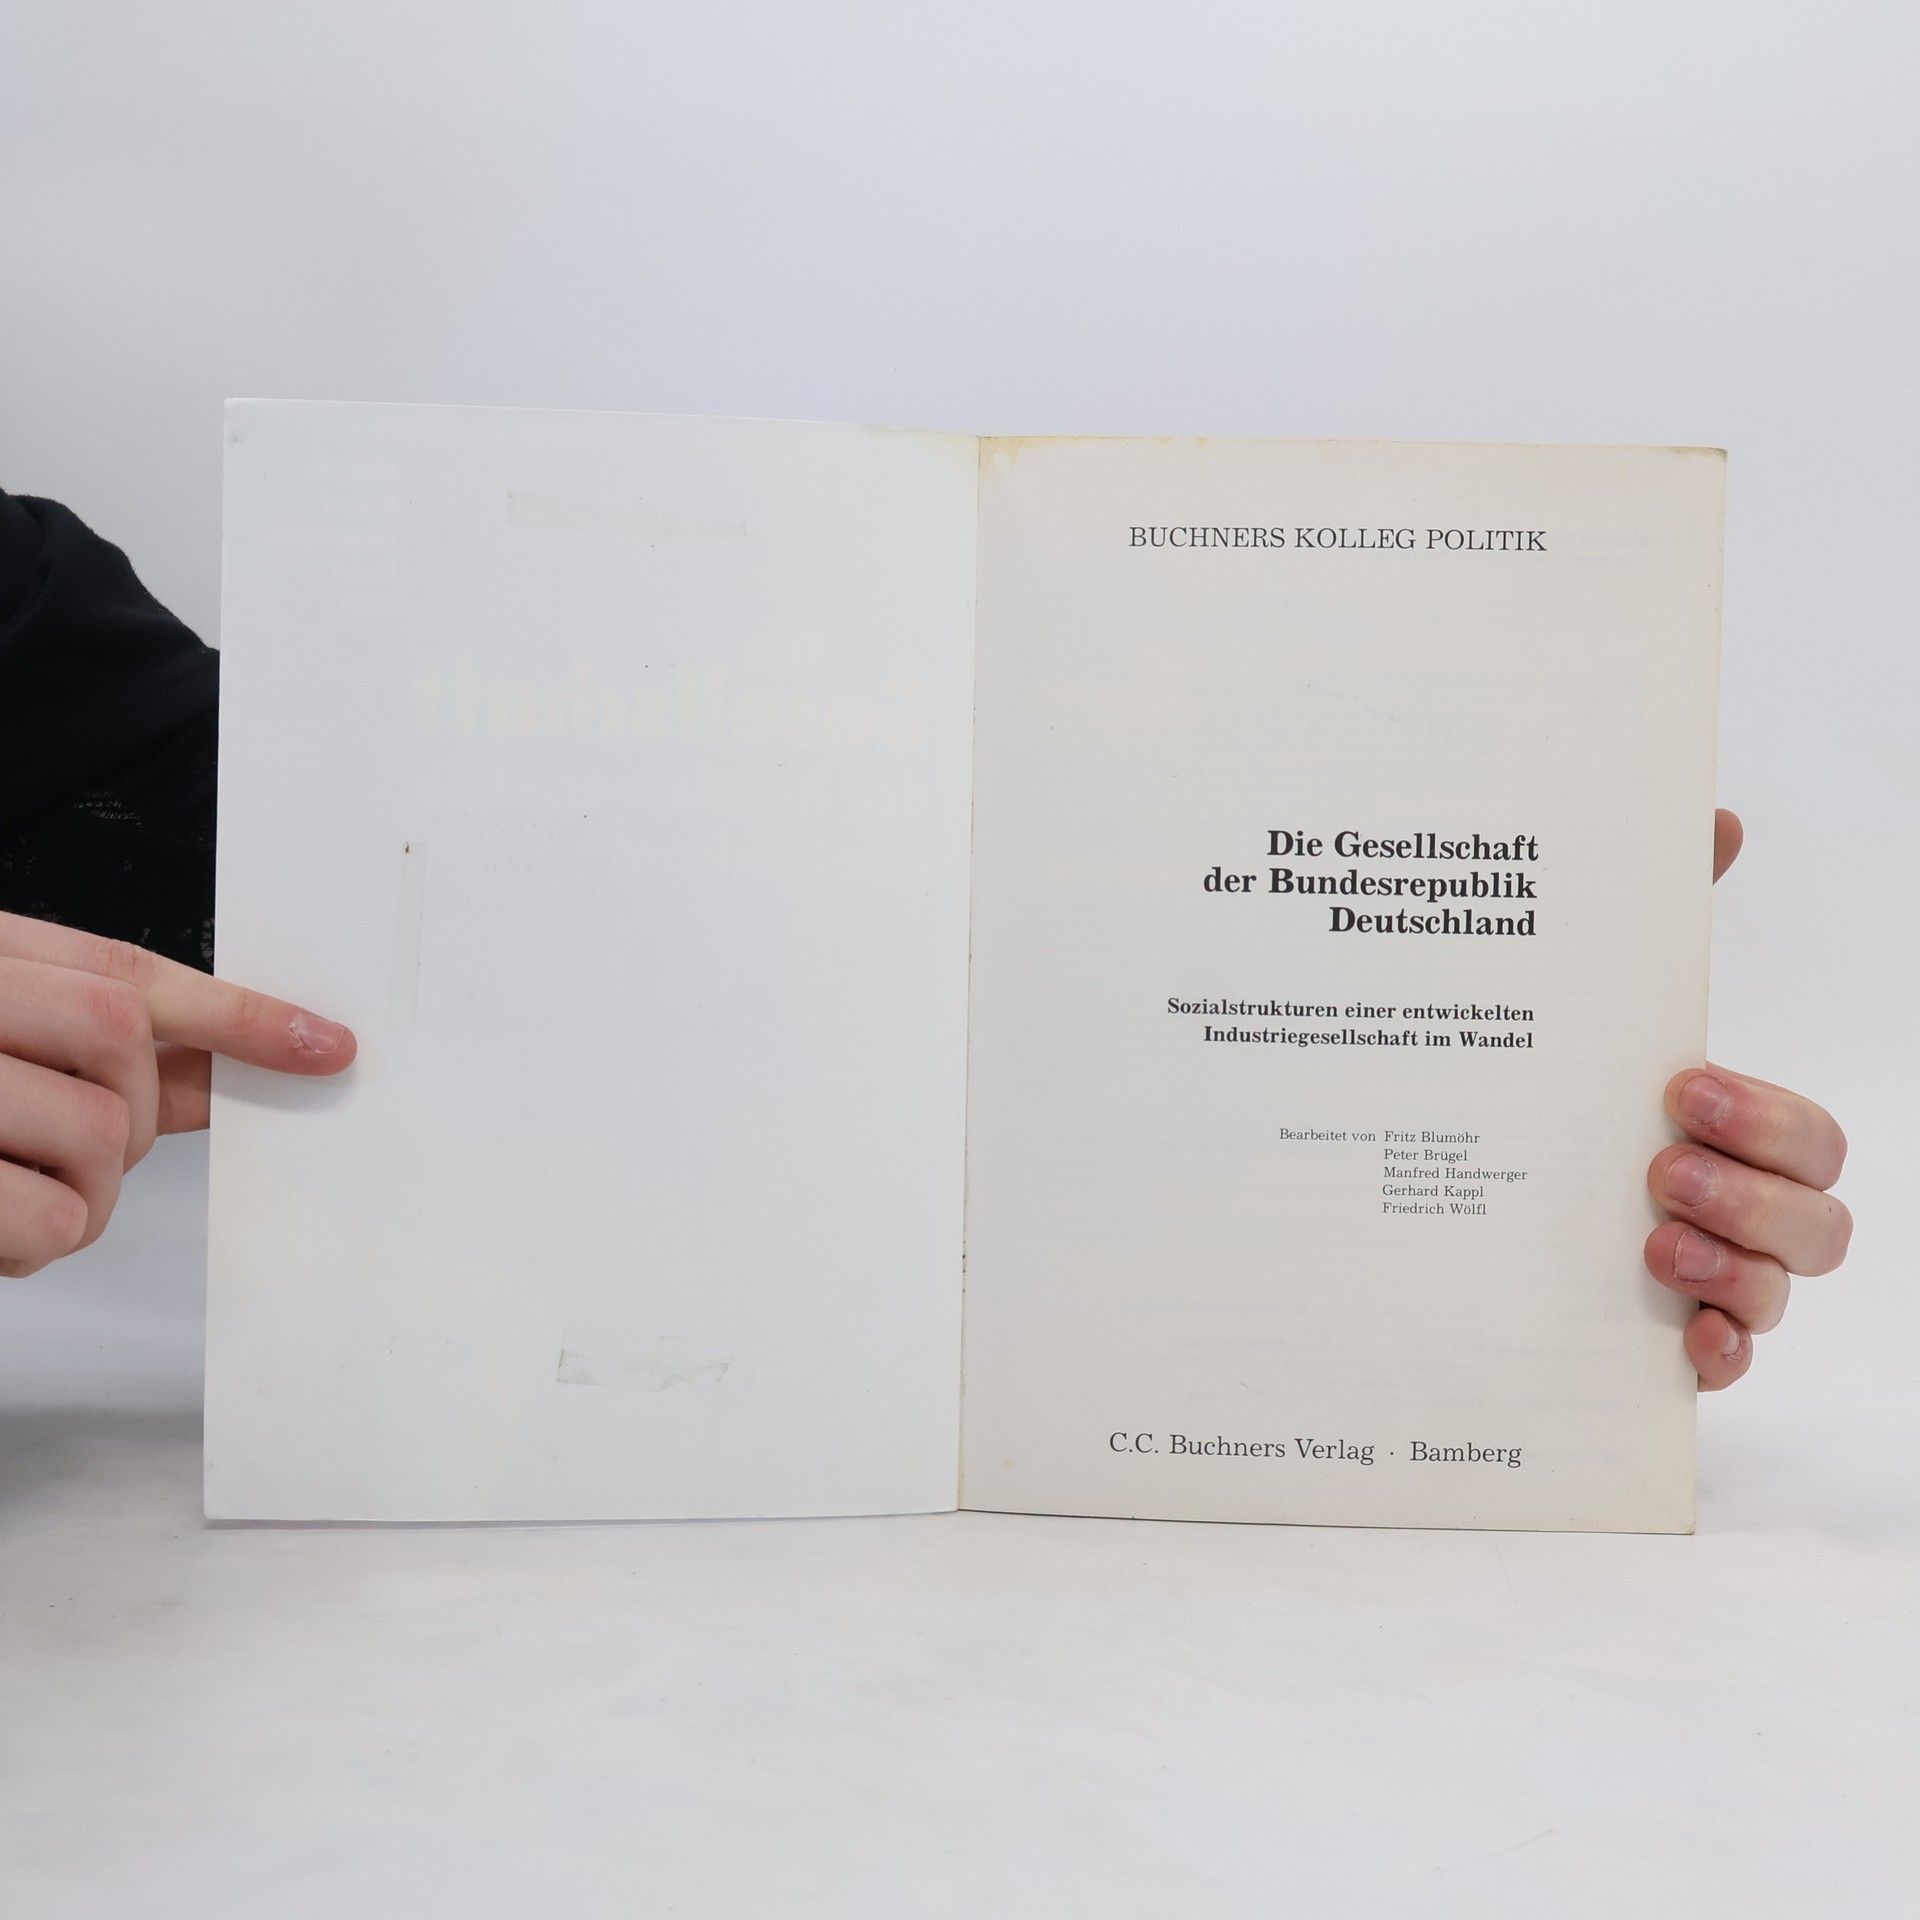 BUCHNERS KOLLEG POLITIK
Die Gesellschaft
der Bundesrepublik
Deutschland
Sozialstrukturen einer entwickelten
Industriegesellschaft im Wandel
Bearbeitet von Fritz Blumöhr
Peter Brügel
Manfred Handwerger
Gerhard Kappl
Friedrich Wölfl
C.C. Buchners Verlag · Bamberg